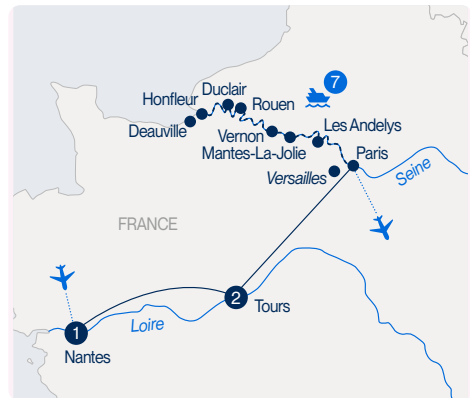 7
Duclair
Honfleur
Rouen
Deauville
Vernon
Les Andelys
Mantes-La-Jolie
Paris
Versailles
Seine
FRANCE
2
Tours
1
Loire
Nantes